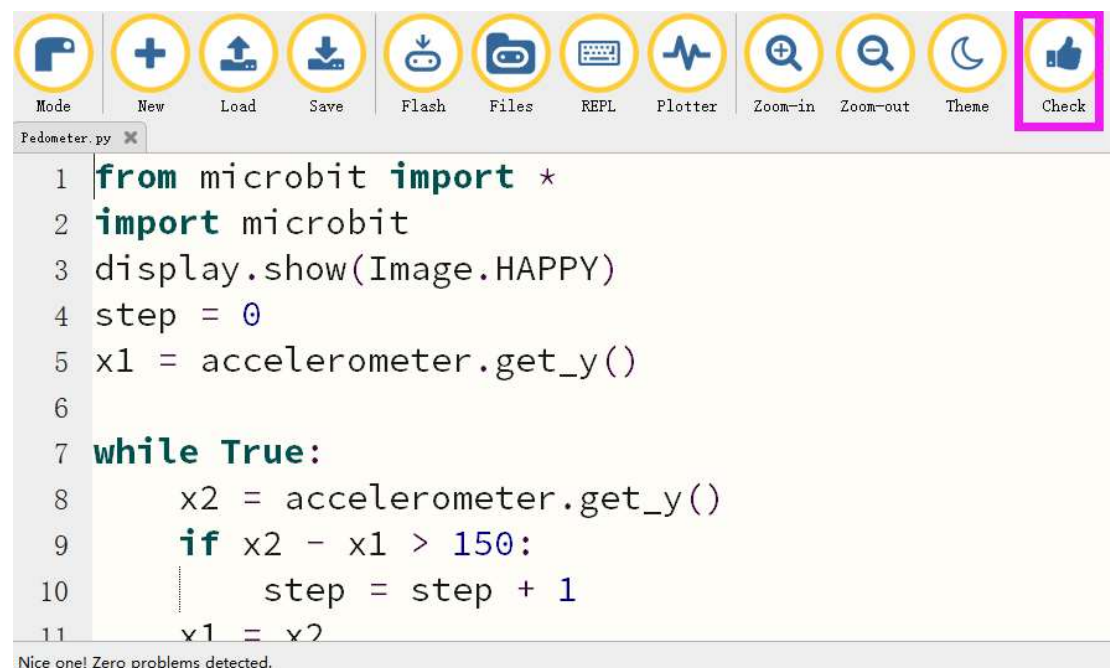 Mode New Load Save Flash Files REPL Plotter Zoom-in Zoom-out Theme Check
Pedometer.py
1 from microbit import *
2 import microbit
3 display.show(Image.HAPPY)
4 step = 0
5 x1 = accelerometer.get_y()
6
7 while True:
8     x2 = accelerometer.get_y()
9     if x2 - x1 > 150:
10         step = step + 1
11     x1 = x2
Nice one! Zero problems detected.